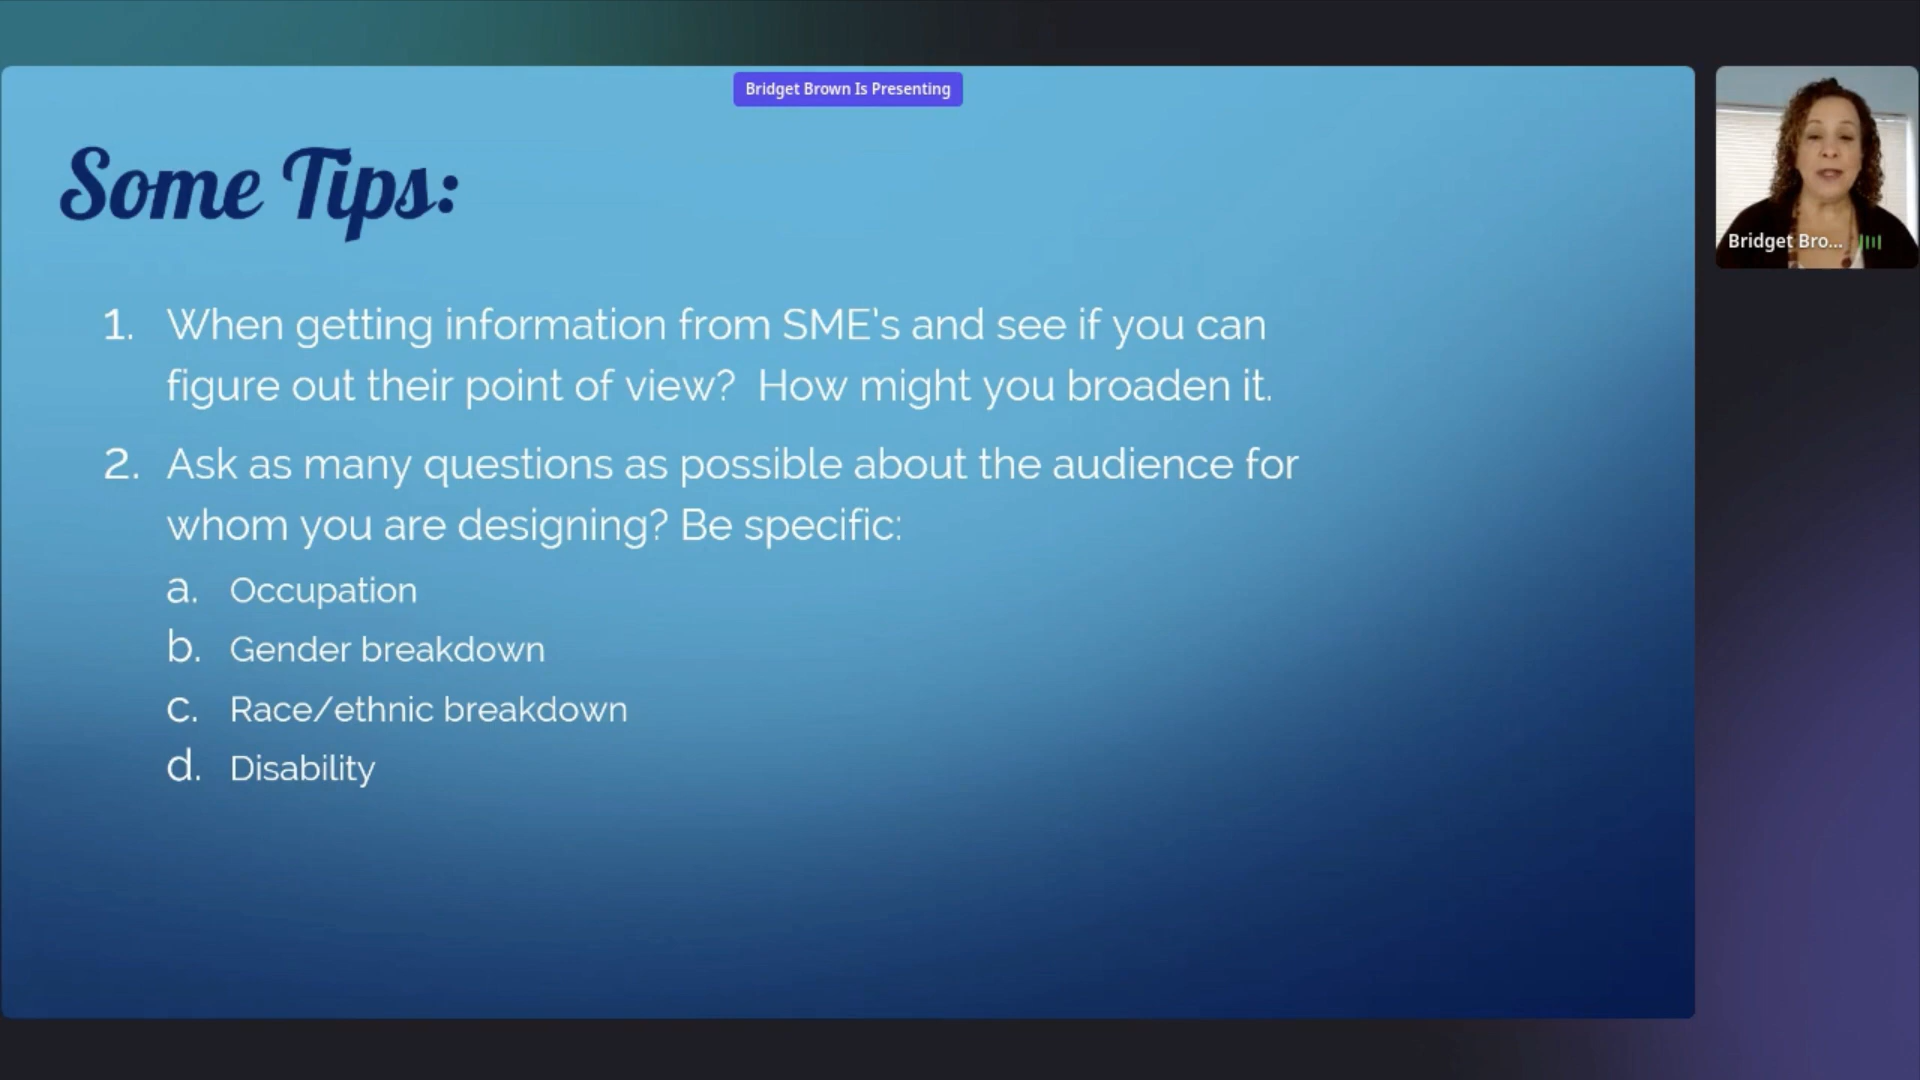 Bridget Brown Is Presenting
Some Tips:
1. When getting information from SME's and see if you can
figure out their point of view?  How might you broaden it.
2. Ask as many questions as possible about the audience for
whom you are designing? Be specific:
a. Occupation
b. Gender breakdown
c. Race/ethnic breakdown
d. Disability
Bridget Bro...